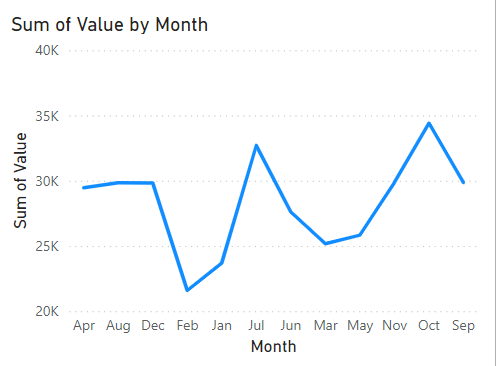 Sum of Value by Month
40K
35K
30K
25K
20K
Sum of Value
Apr Aug Dec Feb Jan Jul Jun Mar May Nov Oct Sep
Month